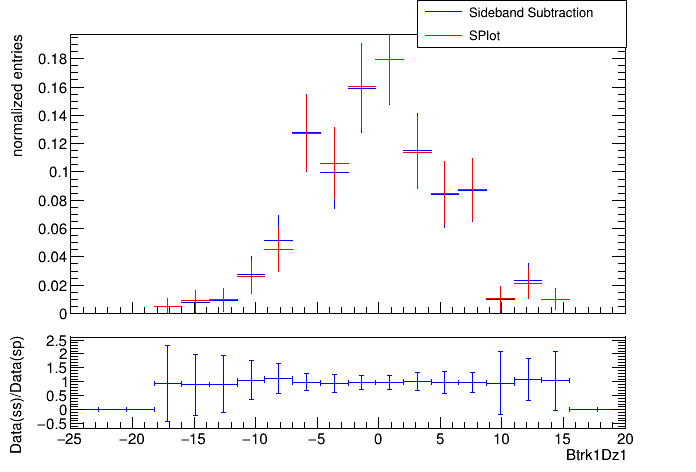 Sideband Subtraction
SPlot
normalized entries
0.18
0.16
0.14
0.12
0.1
0.08
0.06
0.04
0.02
0
Data(ss)/Data(sp)
2.5
2
1.5
1
0.5
0
−0.5
−25 −20 −15 −10 −5 0 5 10 15 20
Btrk1Dz1